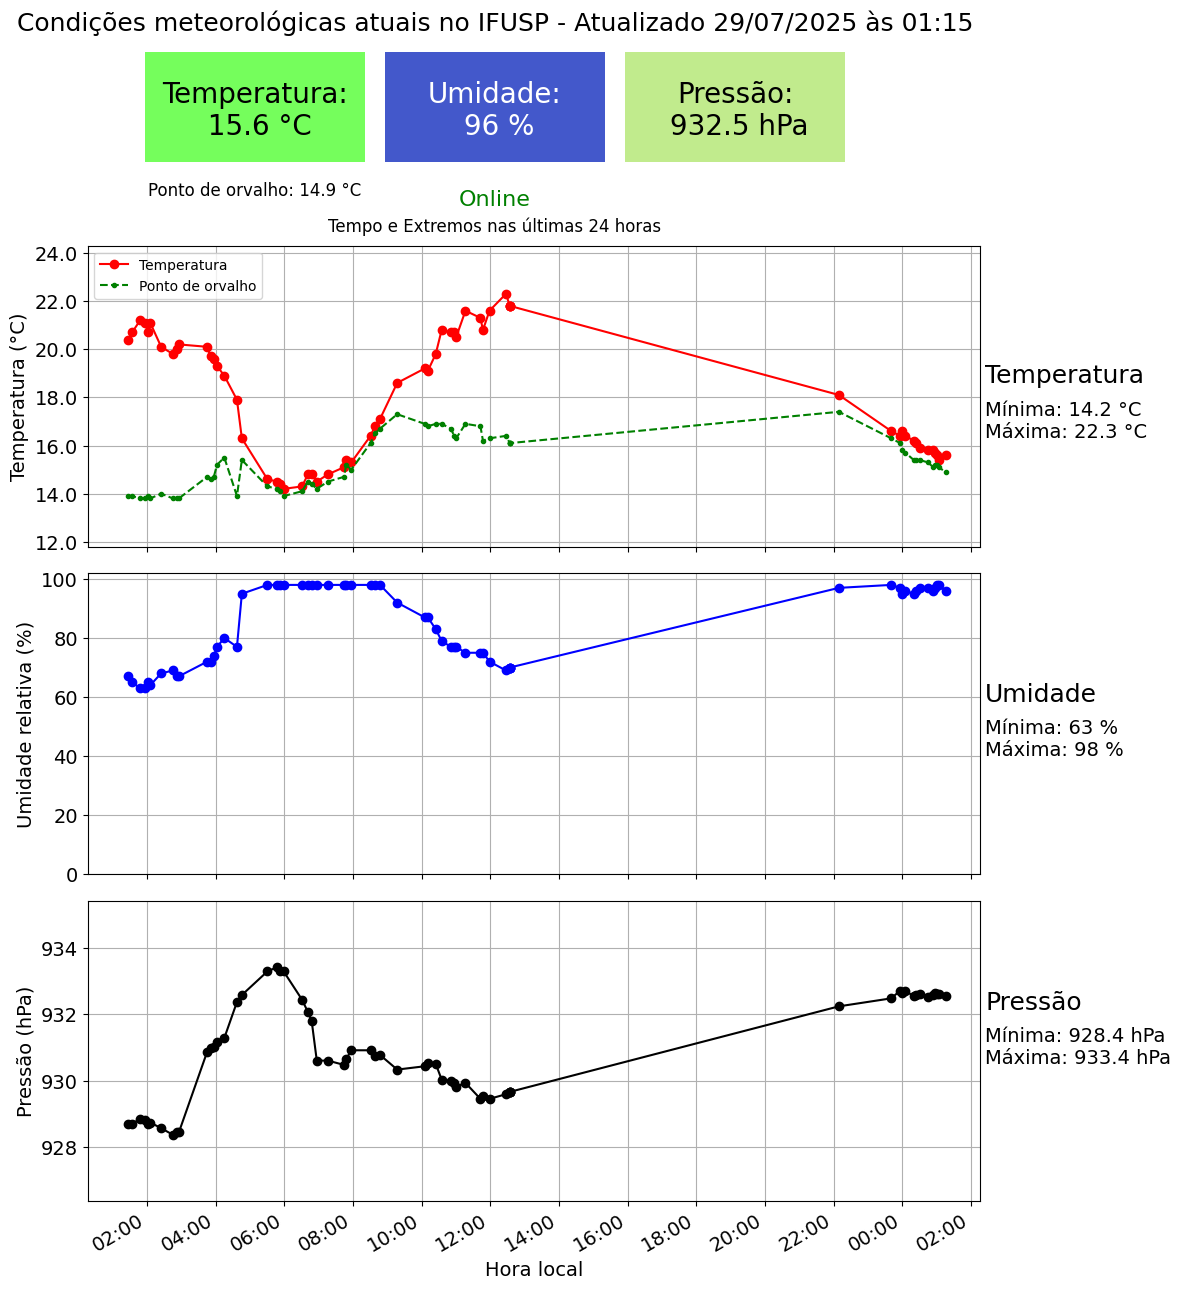 Condições meteorológicas atuais no IFUSP - Atualizado 29/07/2025 às 01:15
Temperatura:
15.6 °C
Umidade:
96 %
Pressão:
932.5 hPa
Ponto de orvalho: 14.9 °C
Online
Tempo e Extremos nas últimas 24 horas
Temperatura (°C)
24.0
22.0
20.0
18.0
16.0
14.0
12.0
Temperatura
Ponto de orvalho
Temperatura
Mínima: 14.2 °C
Máxima: 22.3 °C
Umidade relativa (%)
100
80
60
40
20
0
Umidade
Mínima: 63 %
Máxima: 98 %
Pressão (hPa)
934
932
930
928
Pressão
Mínima: 928.4 hPa
Máxima: 933.4 hPa
02:00 04:00 06:00 08:00 10:00 12:00 14:00 16:00 18:00 20:00 22:00 00:00 02:00
Hora local